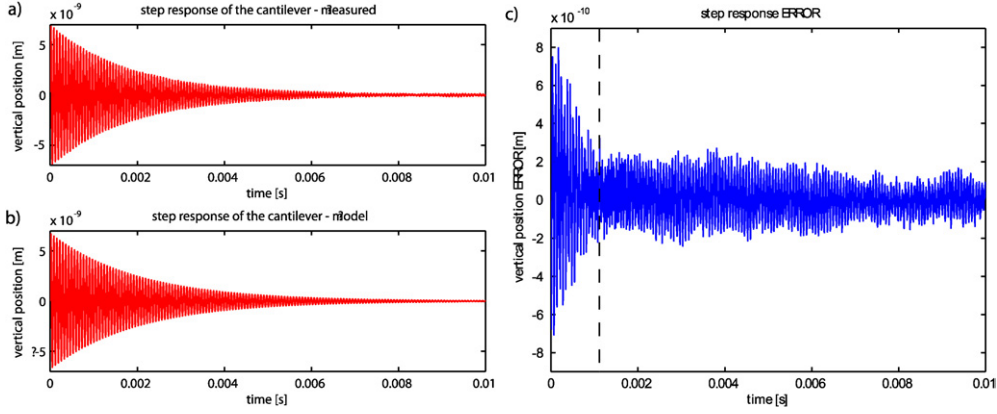 a)
step response of the cantilever - measured
x 10⁻⁹
5
0
-5
vertical position [m]
0 0.002 0.004 0.006 0.008 0.01
time [s]
b)
step response of the cantilever - model
x 10⁻⁹
5
0
?-5
vertical position [m]
0 0.002 0.004 0.006 0.008 0.01
time [s]
c)
step response ERROR
x 10⁻¹⁰
8
6
4
2
0
-2
-4
-6
-8
vertical position ERROR [m]
0 0.002 0.004 0.006 0.008 0.01
time [s]